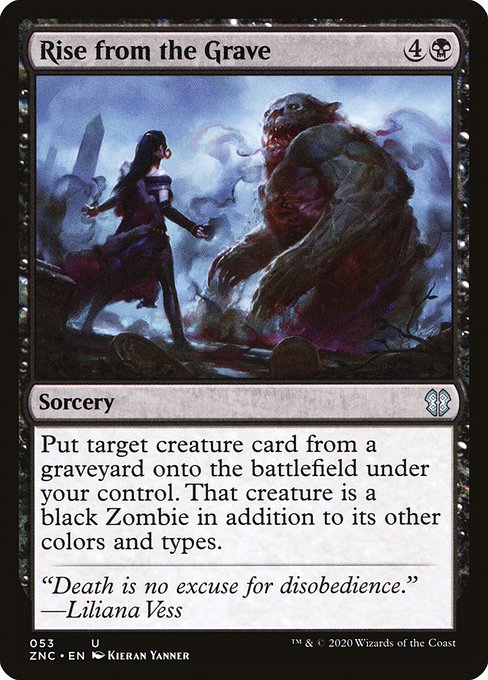 Rise from the Grave 4
Sorcery
Put target creature card from a
graveyard onto the battlefield under
your control. That creature is a
black Zombie in addition to its other
colors and types.
“Death is no excuse for disobedience.”
—Liliana Vess
053 U
ZNC • EN Kieran Yanner
™ & © 2020 Wizards of the Coast